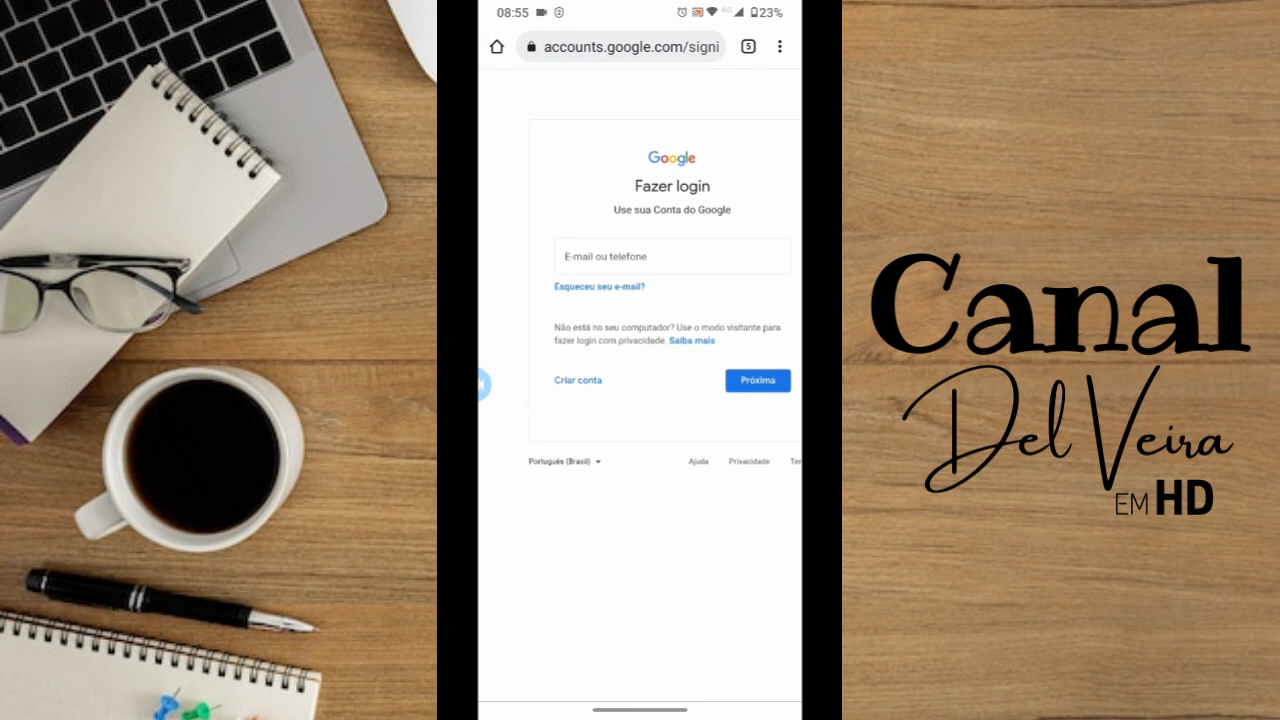 08:55
4G
23%
accounts.google.com/signi
5
Google
Fazer login
Use sua Conta do Google
E-mail ou telefone
Esqueceu seu e-mail?
Não está no seu computador? Use o modo visitante para
fazer login com privacidade. Saiba mais
Criar conta
Próxima
Português (Brasil)
Ajuda
Privacidade
Ter
Canal
Del Veira
EM HD